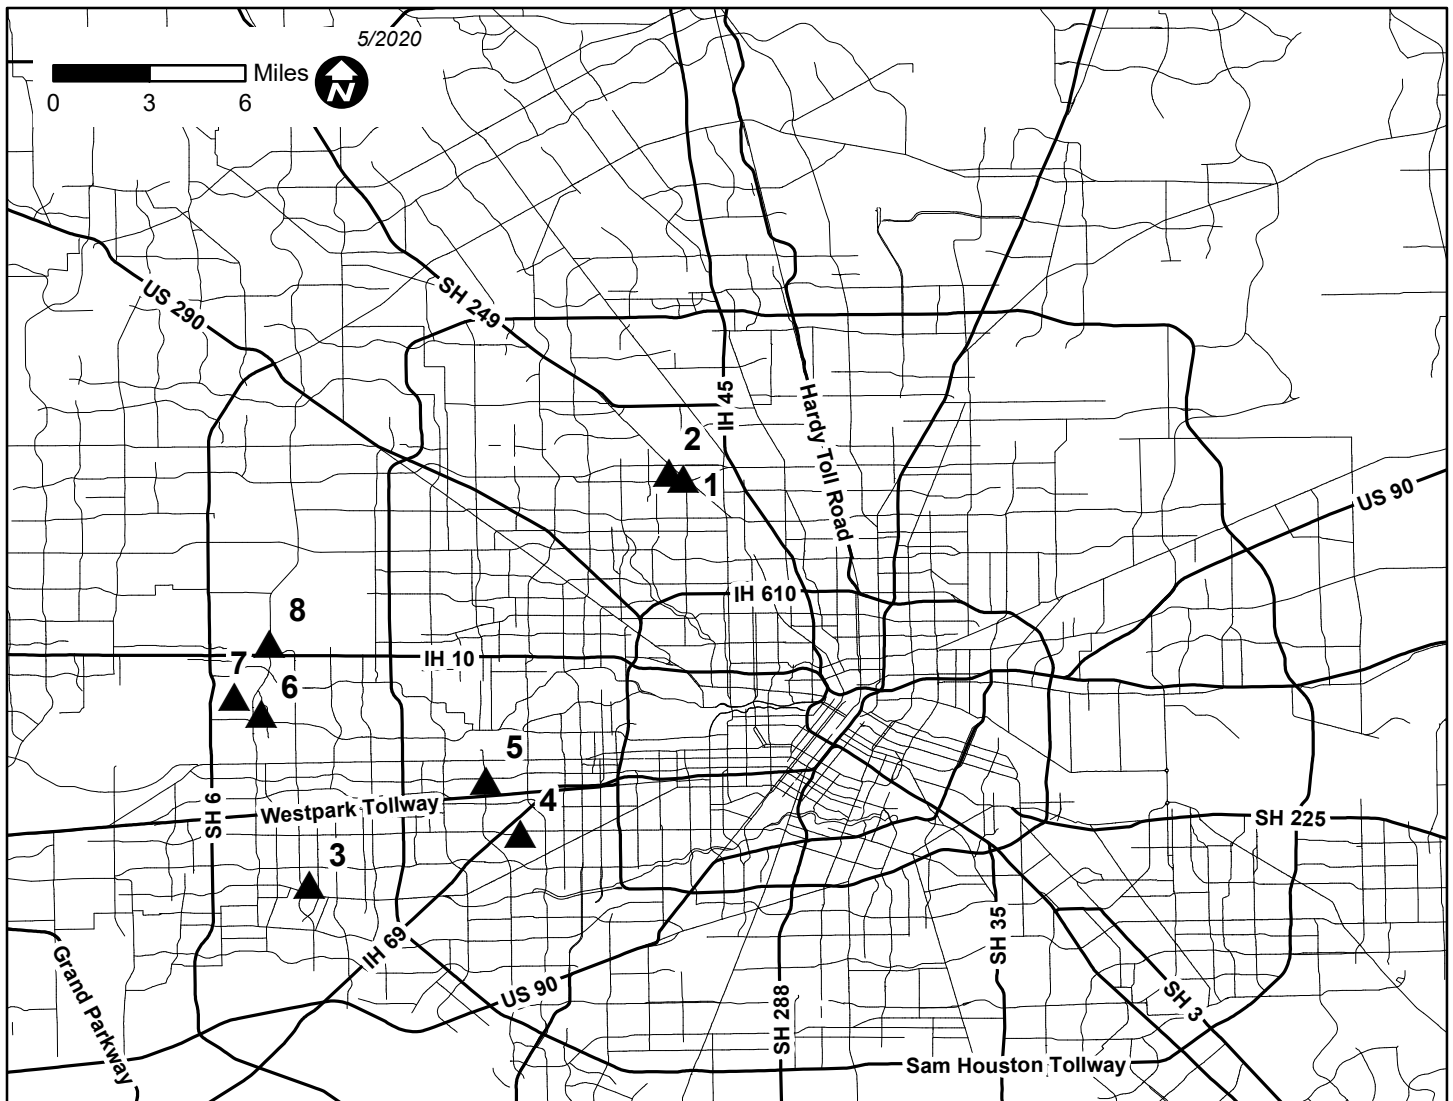 5/2020
Miles
0 3 6
N
US 290
SH 249
IH 45
Hardy Toll Road
2
1
US 90
IH 610
8
7
IH 10
6
5
4
Westpark Tollway
SH 6
3
SH 225
IH 69
SH 35
Grand Parkway
US 90
SH 288
SH 3
Sam Houston Tollway